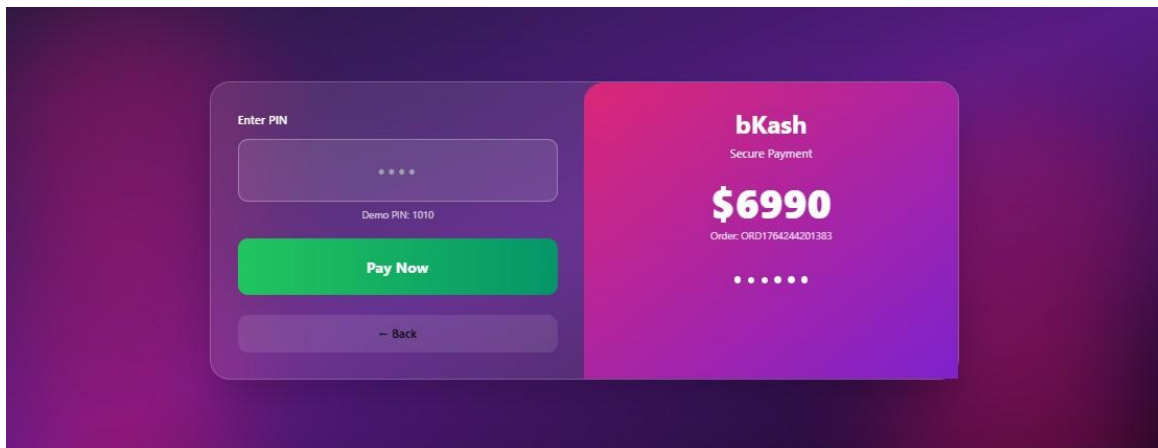 Enter PIN
••••
Demo PIN: 1010
Pay Now
← Back
bKash
Secure Payment
$6990
Order: ORD1764244201383
••••••